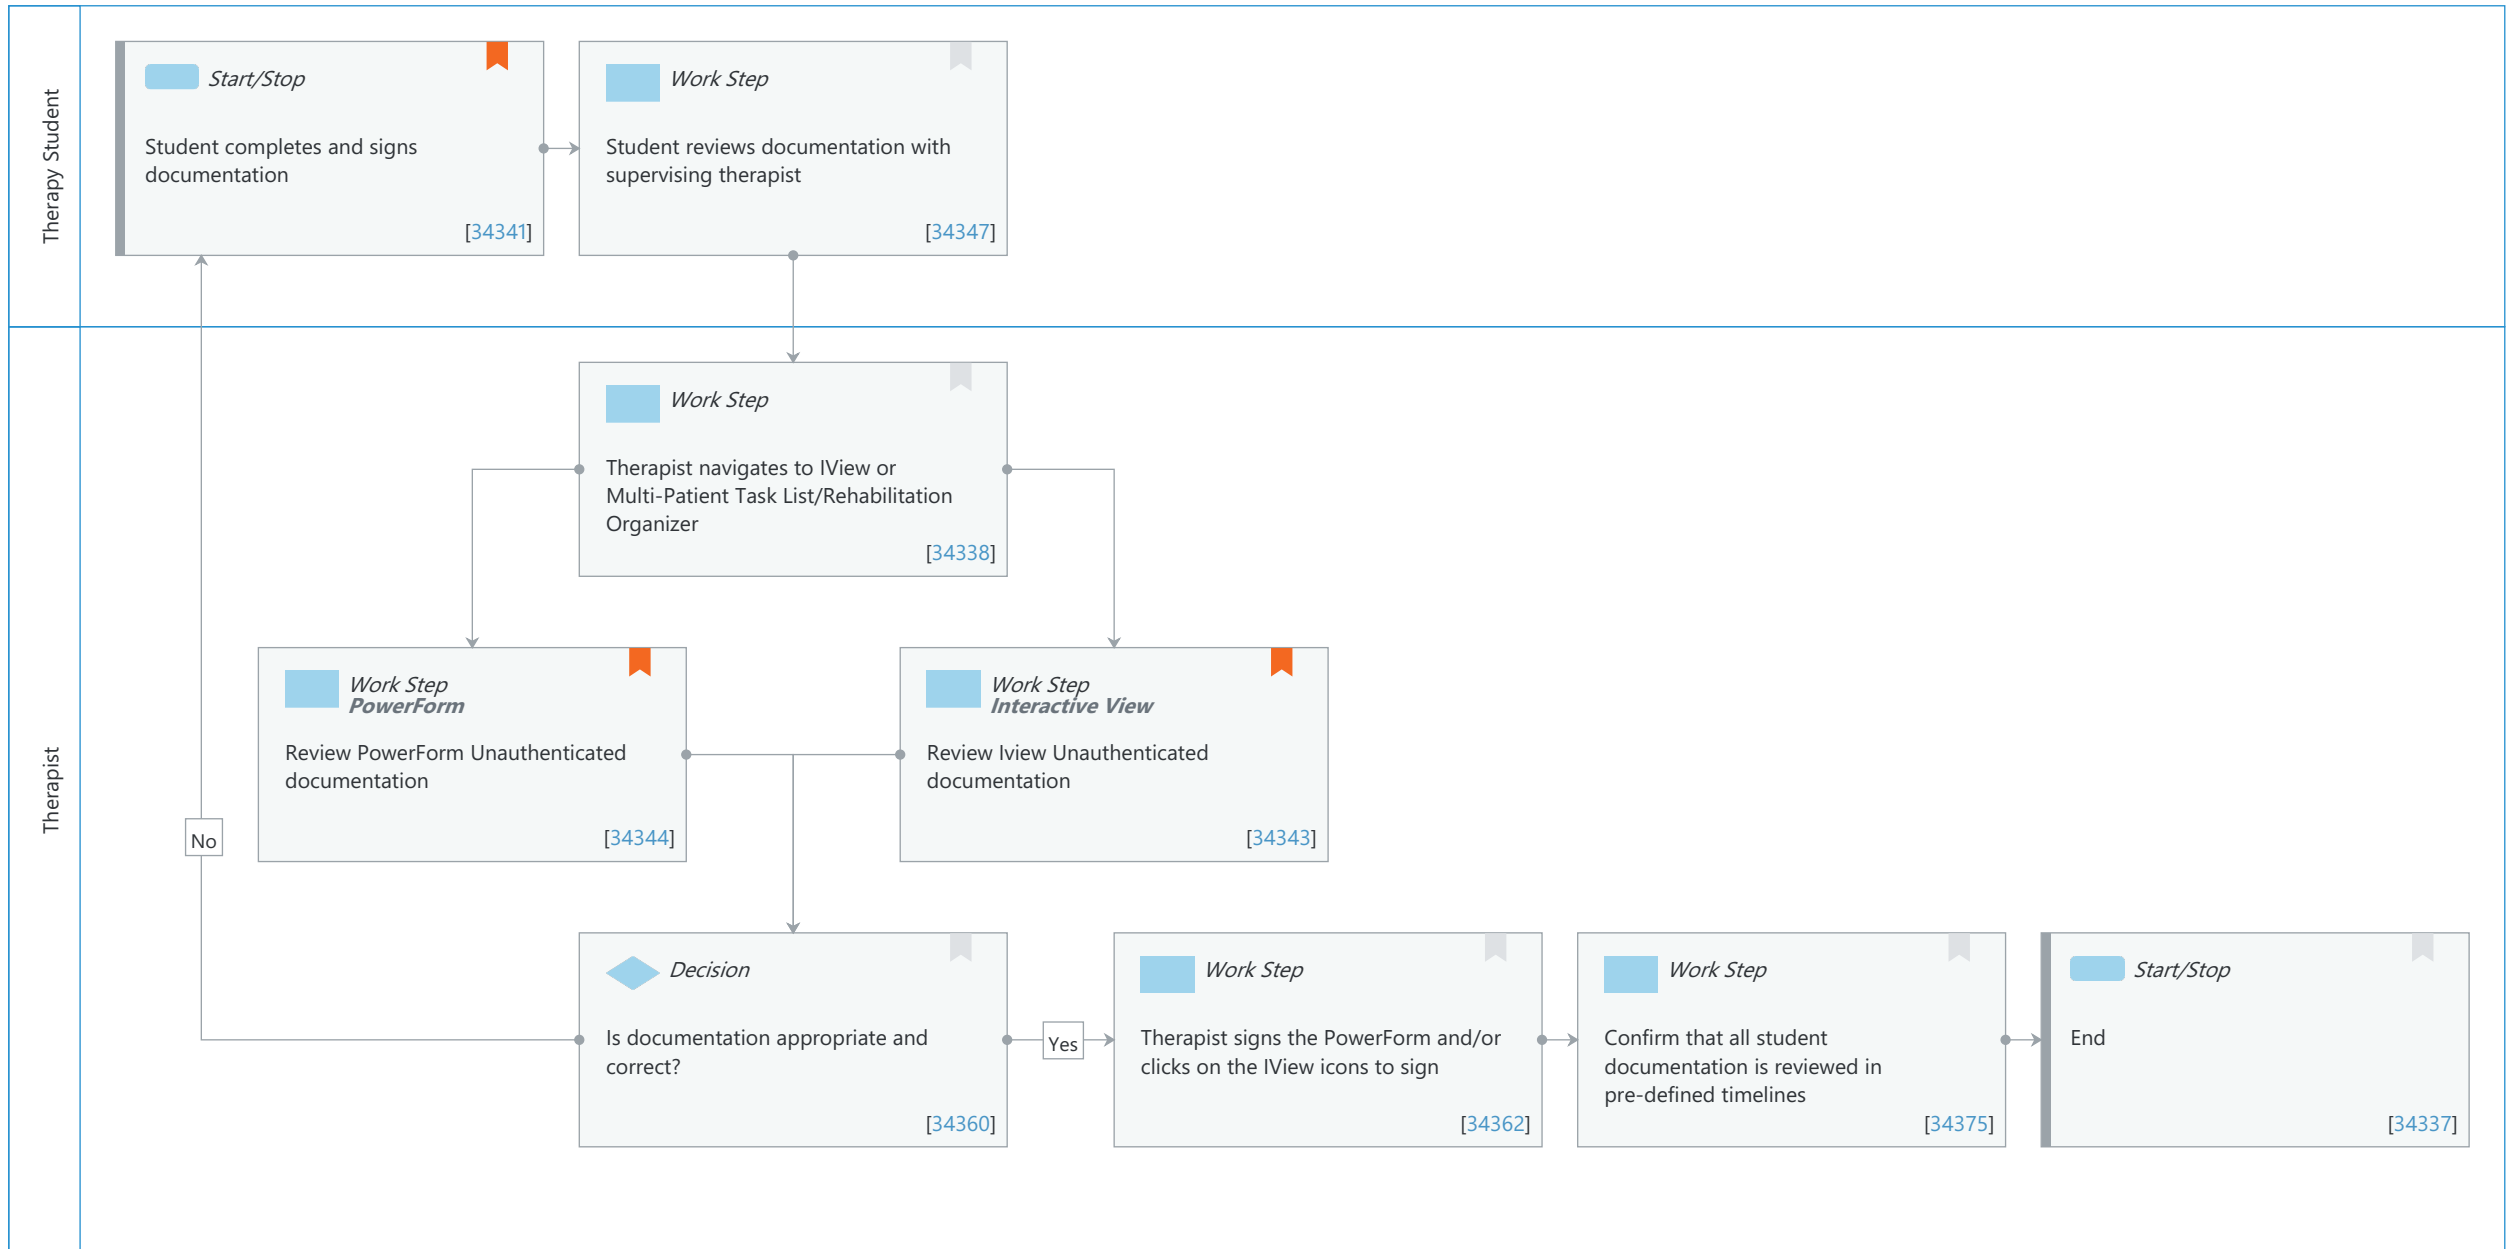 Therapy Student
Start/Stop
Student completes and signs
documentation
[34341]
Work Step
Student reviews documentation with
supervising therapist
[34347]
Therapist
Work Step
Therapist navigates to IView or
Multi-Patient Task List/Rehabilitation
Organizer
[34338]
Work Step
PowerForm
Review PowerForm Unauthenticated
documentation
[34344]
Work Step
Interactive View
Review Iview Unauthenticated
documentation
[34343]
No
Decision
Is documentation appropriate and
correct?
[34360]
Yes
Work Step
Therapist signs the PowerForm and/or
clicks on the IView icons to sign
[34362]
Work Step
Confirm that all student
documentation is reviewed in
pre-defined timelines
[34375]
Start/Stop
End
[34337]